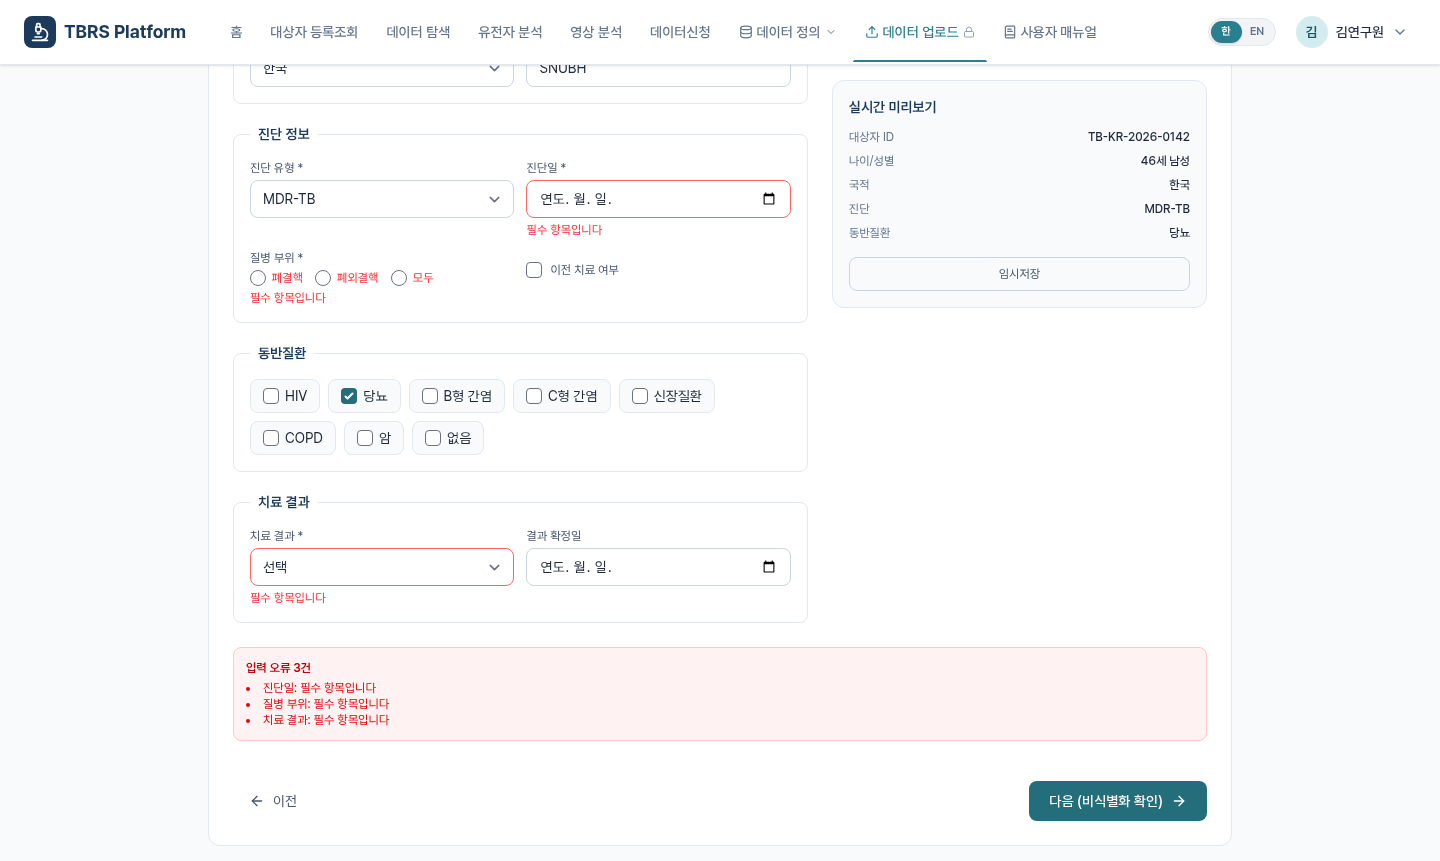 TBRS Platform
홈
대상자 등록조회
데이터 탐색
유전자 분석
영상 분석
데이터신청
데이터 정의
데이터 업로드
사용자 매뉴얼
한 EN
김 김연구원
한국
SNUBH
진단 정보
진단 유형 *
MDR-TB
진단일 *
연도. 월. 일.
필수 항목입니다
질병 부위 *
폐결핵 폐외결핵 모두
필수 항목입니다
이전 치료 여부
동반질환
HIV 당뇨 B형 간염 C형 간염 신장질환
COPD 암 없음
치료 결과
치료 결과 *
선택
필수 항목입니다
결과 확정일
연도. 월. 일.
실시간 미리보기
대상자 ID TB-KR-2026-0142
나이/성별 46세 남성
국적 한국
진단 MDR-TB
동반질환 당뇨
임시저장
입력 오류 3건
진단일: 필수 항목입니다
질병 부위: 필수 항목입니다
치료 결과: 필수 항목입니다
이전
다음 (비식별화 확인)